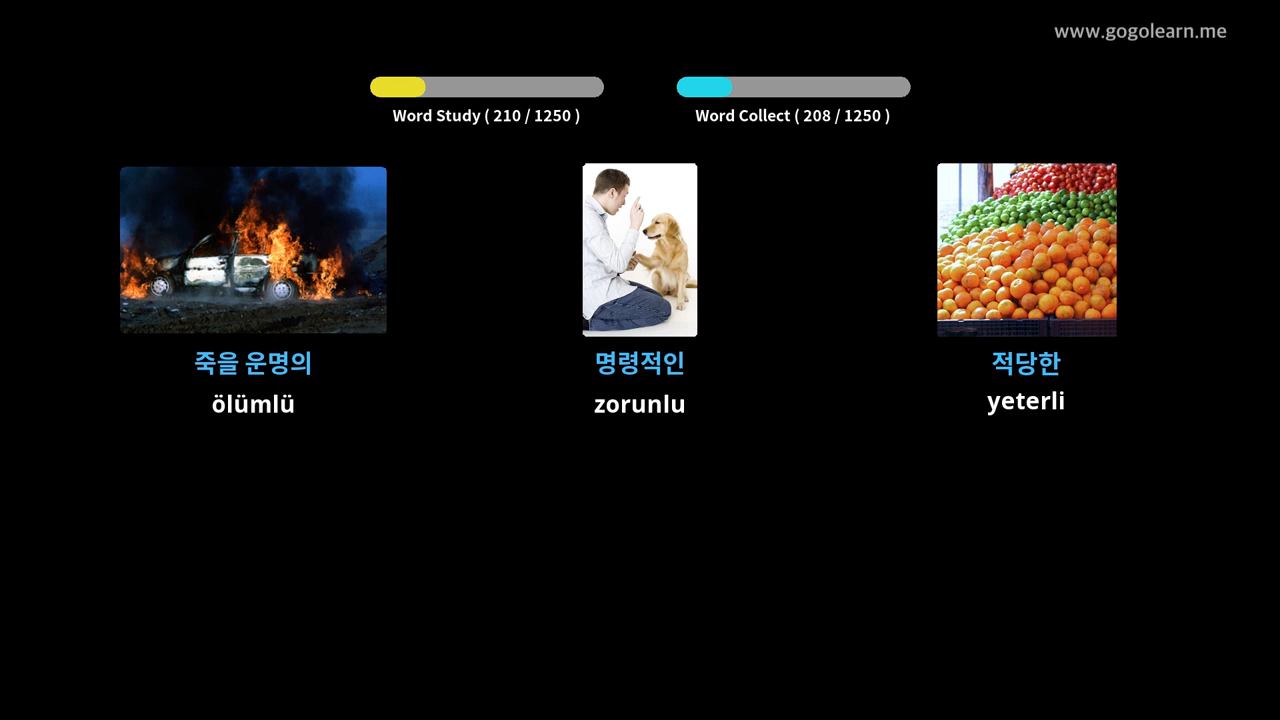 www.gogolearn.me
Word Study ( 210 / 1250 )
Word Collect ( 208 / 1250 )
죽을 운명의
ölümlü
명령적인
zorunlu
적당한
yeterli